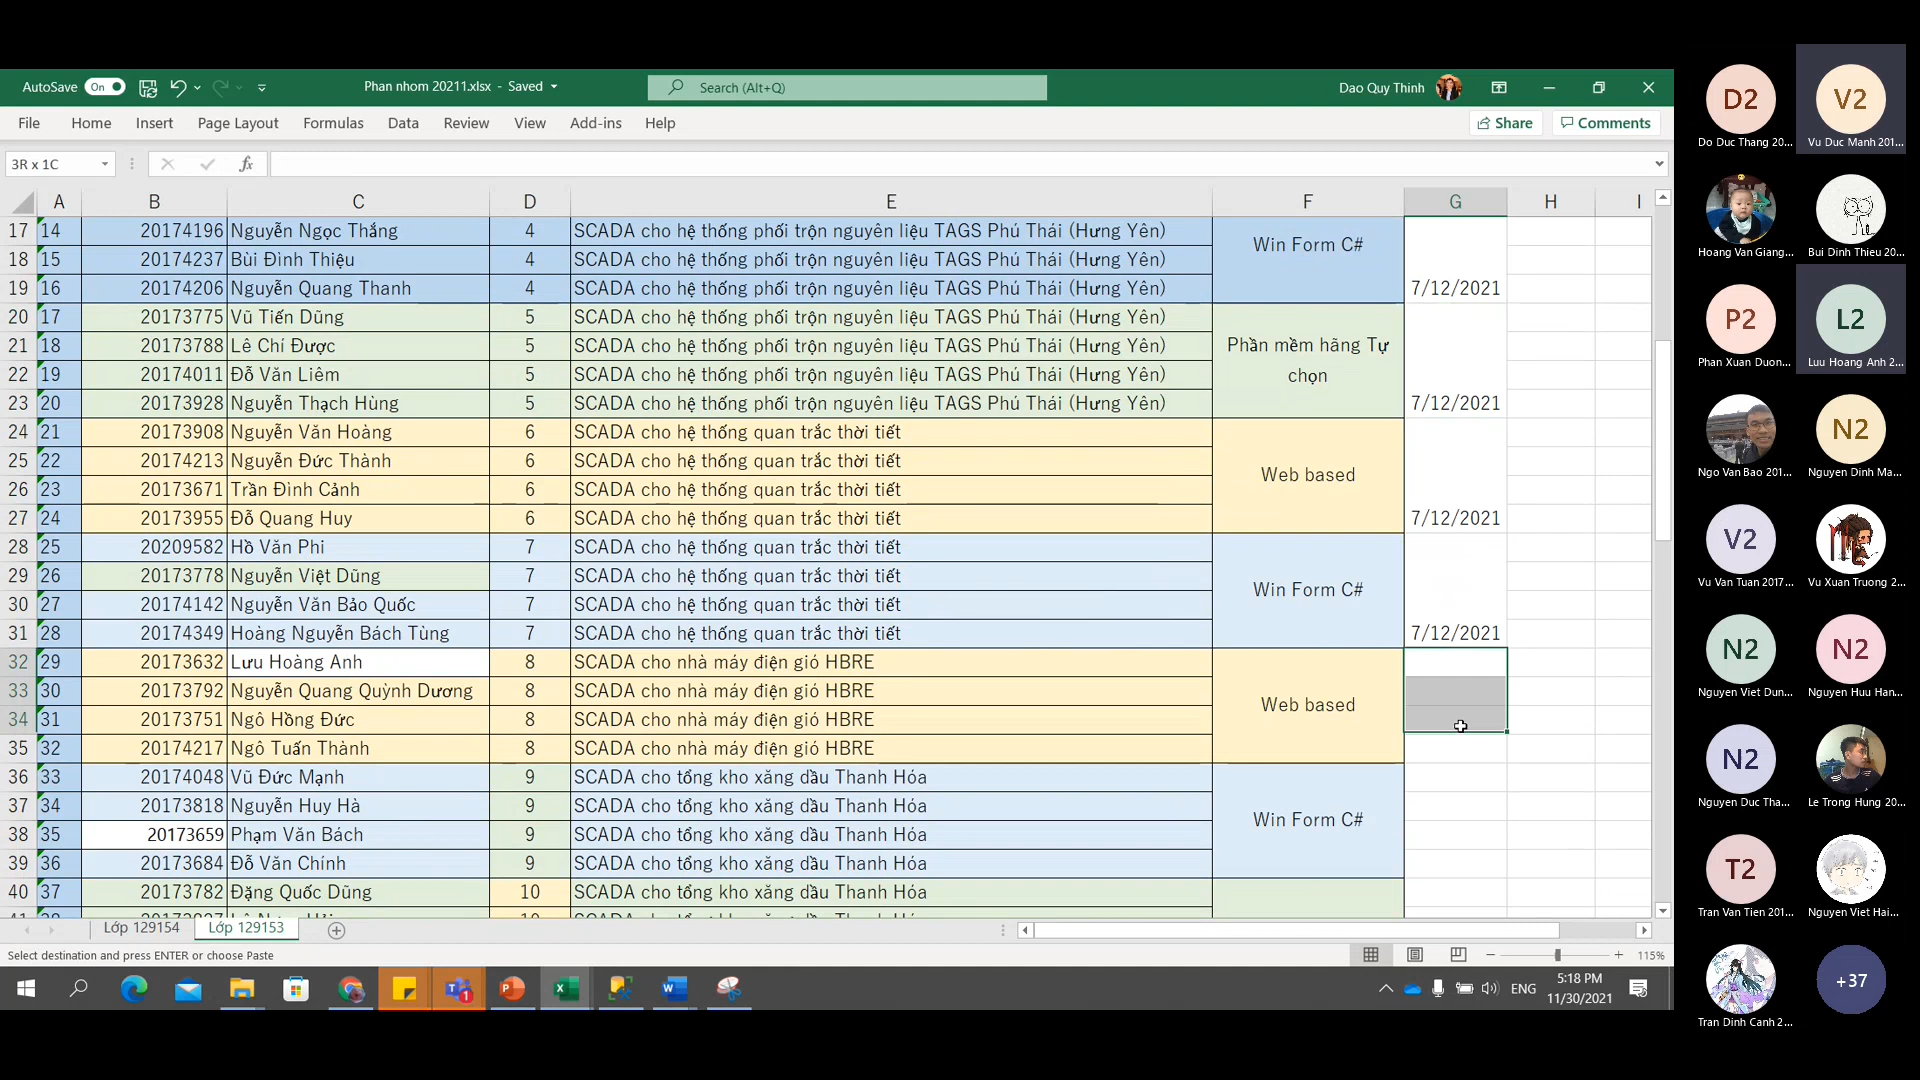 AutoSave On Phan nhom 20211.xlsx - Saved Search (Alt+Q) Dao Quy Thinh
File Home Insert Page Layout Formulas Data Review View Add-ins Help Share Comments
3R x 1C fx
A B C D E F G H I
17 14 20174196 Nguyễn Ngọc Thắng 4 SCADA cho hệ thống phối trộn nguyên liệu TAGS Phú Thái (Hưng Yên)
Win Form C#
18 15 20174237 Bùi Đình Thiệu 4 SCADA cho hệ thống phối trộn nguyên liệu TAGS Phú Thái (Hưng Yên)
19 16 20174206 Nguyễn Quang Thanh 4 SCADA cho hệ thống phối trộn nguyên liệu TAGS Phú Thái (Hưng Yên) 7/12/2021
20 17 20173775 Vũ Tiến Dũng 5 SCADA cho hệ thống phối trộn nguyên liệu TAGS Phú Thái (Hưng Yên)
21 18 20173788 Lê Chí Được 5 SCADA cho hệ thống phối trộn nguyên liệu TAGS Phú Thái (Hưng Yên) Phần mềm hãng Tự
22 19 20174011 Đỗ Văn Liêm 5 SCADA cho hệ thống phối trộn nguyên liệu TAGS Phú Thái (Hưng Yên) chọn
23 20 20173928 Nguyễn Thạch Hùng 5 SCADA cho hệ thống phối trộn nguyên liệu TAGS Phú Thái (Hưng Yên) 7/12/2021
24 21 20173908 Nguyễn Văn Hoàng 6 SCADA cho hệ thống quan trắc thời tiết
25 22 20174213 Nguyễn Đức Thành 6 SCADA cho hệ thống quan trắc thời tiết
Web based
26 23 20173671 Trần Đình Cảnh 6 SCADA cho hệ thống quan trắc thời tiết
27 24 20173955 Đỗ Quang Huy 6 SCADA cho hệ thống quan trắc thời tiết 7/12/2021
28 25 20209582 Hồ Văn Phi 7 SCADA cho hệ thống quan trắc thời tiết
29 26 20173778 Nguyễn Việt Dũng 7 SCADA cho hệ thống quan trắc thời tiết
Win Form C#
30 27 20174142 Nguyễn Văn Bảo Quốc 7 SCADA cho hệ thống quan trắc thời tiết
31 28 20174349 Hoàng Nguyễn Bách Tùng 7 SCADA cho hệ thống quan trắc thời tiết 7/12/2021
32 29 20173632 Lưu Hoàng Anh 8 SCADA cho nhà máy điện gió HBRE
33 30 20173792 Nguyễn Quang Quỳnh Dương 8 SCADA cho nhà máy điện gió HBRE
Web based
34 31 20173751 Ngô Hồng Đức 8 SCADA cho nhà máy điện gió HBRE
35 32 20174217 Ngô Tuấn Thành 8 SCADA cho nhà máy điện gió HBRE
36 33 20174048 Vũ Đức Mạnh 9 SCADA cho tổng kho xăng dầu Thanh Hóa
37 34 20173818 Nguyễn Huy Hà 9 SCADA cho tổng kho xăng dầu Thanh Hóa
Win Form C#
38 35 20173659 Phạm Văn Bách 9 SCADA cho tổng kho xăng dầu Thanh Hóa
39 36 20173684 Đỗ Văn Chính 9 SCADA cho tổng kho xăng dầu Thanh Hóa
40 37 20173782 Đặng Quốc Dũng 10 SCADA cho tổng kho xăng dầu Thanh Hóa
Lớp 129154 Lớp 129153
Select destination and press ENTER or choose Paste 115%
ENG 5:18 PM
11/30/2021
D2 V2
Do Duc Thang 20... Vu Duc Manh 201...
Hoang Van Giang... Bui Dinh Thieu 20...
P2 L2
Phan Xuan Duon... Luu Hoang Anh 2...
N2
Ngo Van Bao 201... Nguyen Dinh Ma...
V2
Vu Van Tuan 2017... Vu Xuan Truong 2...
N2 N2
Nguyen Viet Dun... Nguyen Huu Han...
N2
Nguyen Duc Tha... Le Trong Hung 20...
T2
Tran Van Tien 201... Nguyen Viet Hai...
+37
Tran Dinh Canh 2...